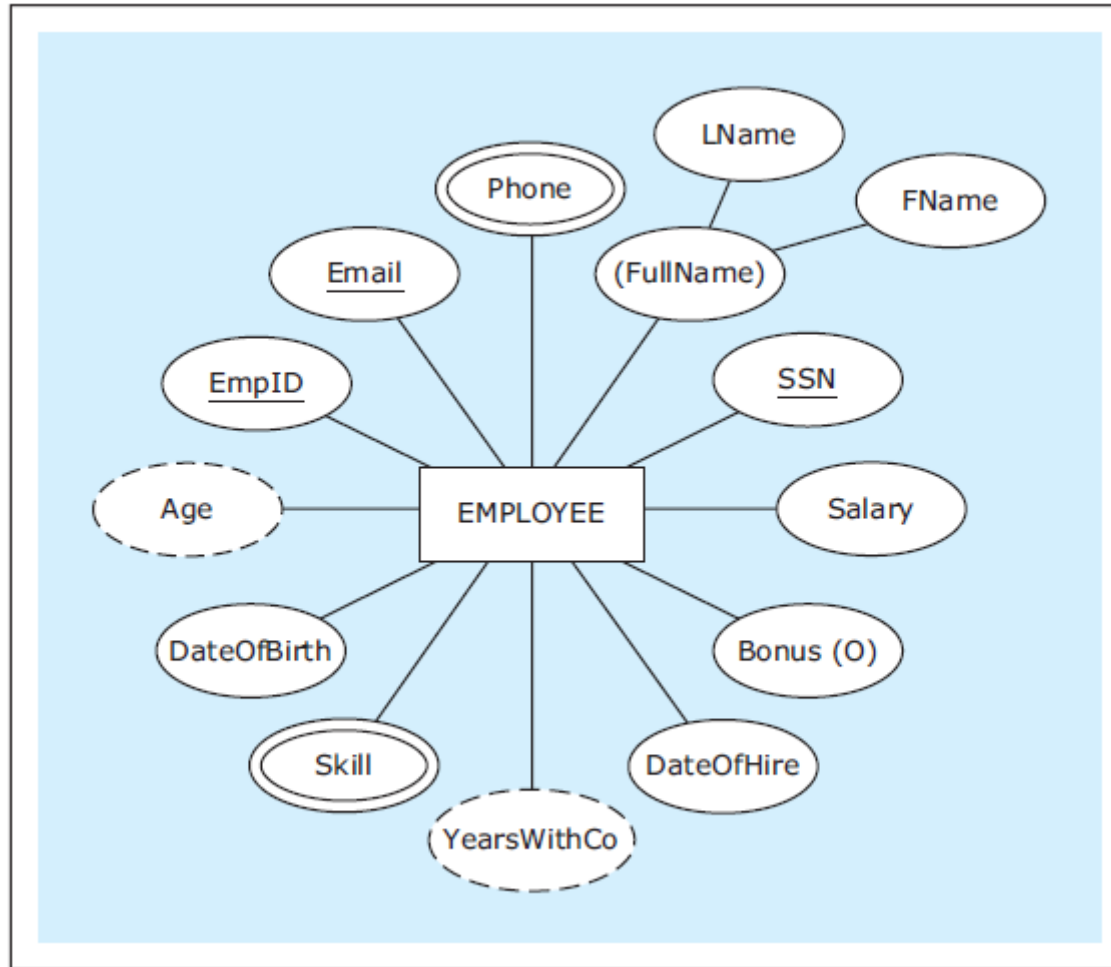 LName
Phone
FName
(FullName)
Email
SSN
EmpID
Age
EMPLOYEE
Salary
DateOfBirth
Bonus (O)
Skill
DateOfHire
YearsWithCo